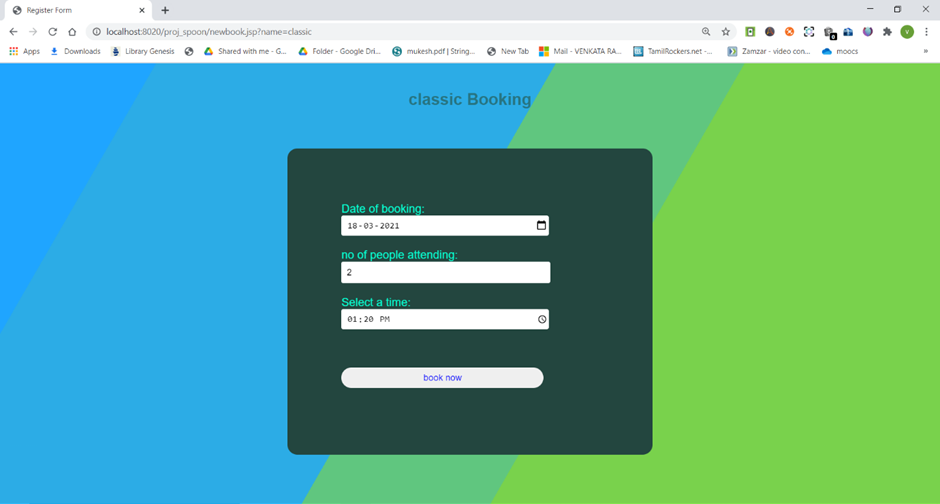 Register Form
localhost:8020/proj_spoon/newbook.jsp?name=classic
Apps Downloads Library Genesis Shared with me - G... Folder - Google Dri... mukesh.pdf | String... New Tab Mail - VENKATA RA... TamilRockers.net -... Zamzar - video con... moocs »
classic Booking
Date of booking:
18-03-2021
no of people attending:
2
Select a time:
01:20 PM
book now